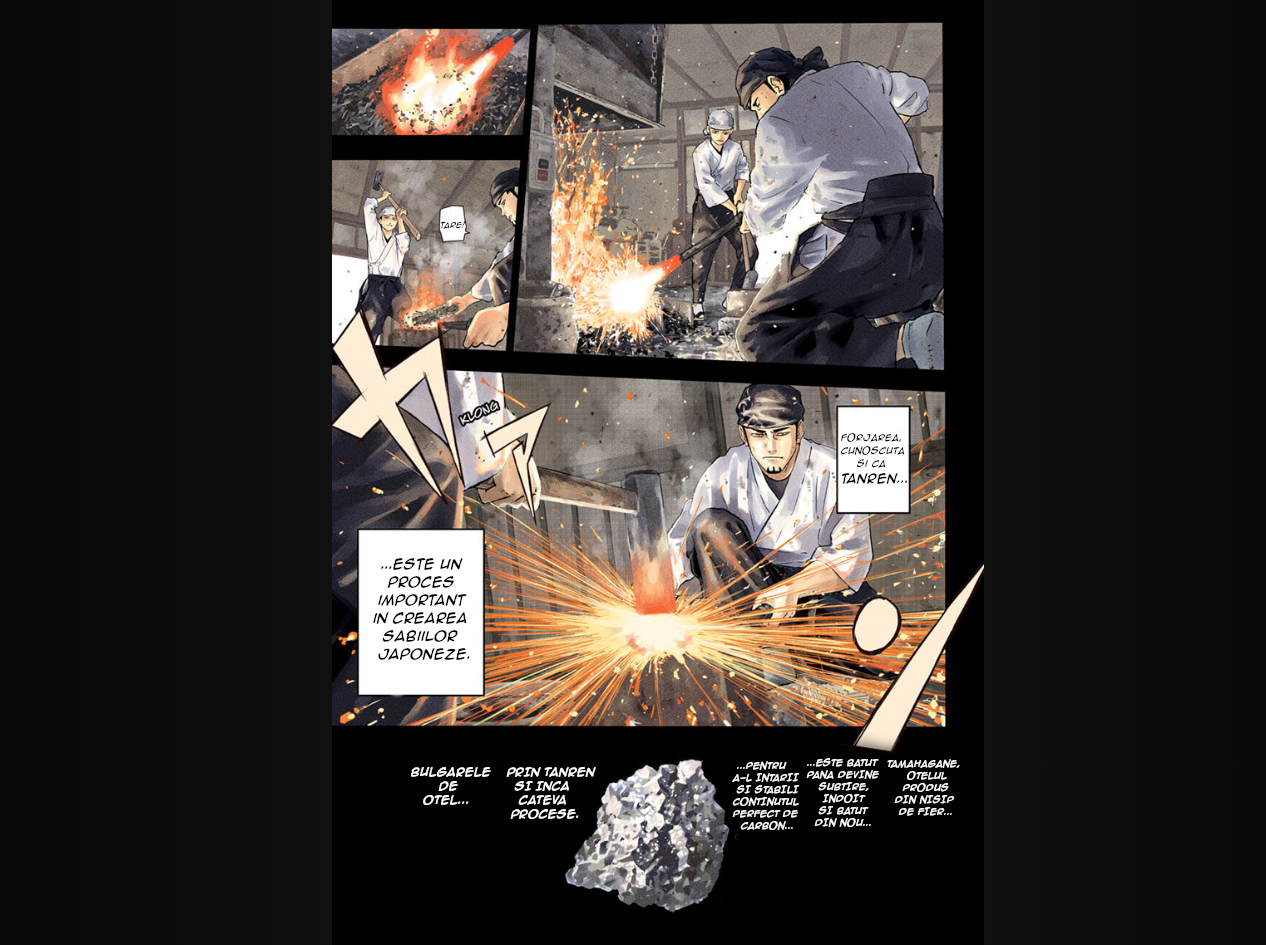 TARE!
KLONG
FORJAREA,
CUNOSCUTA
SI CA
TANREN...
...ESTE UN
PROCES
IMPORTANT
IN CREAREA
SABIILOR
JAPONEZE.
TAMAHAGANE,
OTELUL
PRODUS
DIN NISIP
DE FIER...
...ESTE BATUT
PANA DEVINE
SUBTIRE,
INDOIT
SI BATUT
DIN NOU...
...PENTRU
A-L INTARII
SI STABILI
CONTINUTUL
PERFECT DE
CARBON...
PRIN TANREN
SI INCA
CATEVA
PROCESE.
BULGARELE
DE
OTEL...